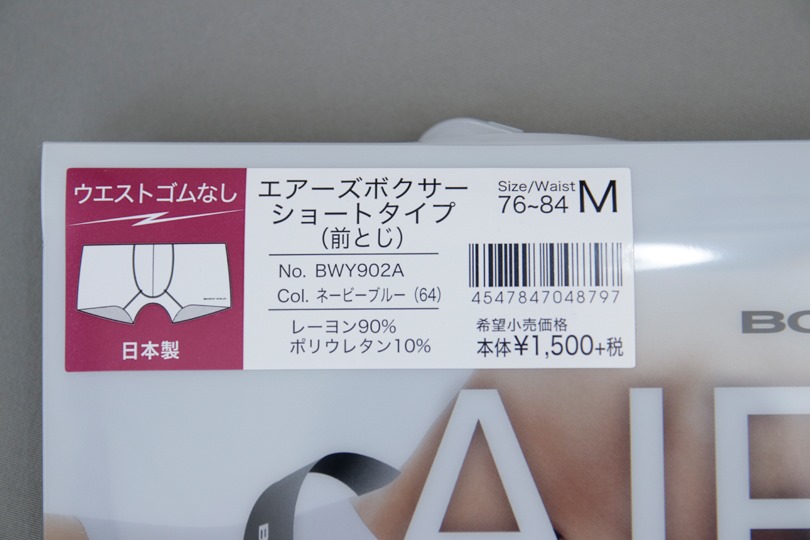 ウエストゴムなし
日本製
エアーズボクサー
ショートタイプ
(前とじ)
No. BWY902A
Col. ネービーブルー(64)
レーヨン90%
ポリウレタン10%
Size/Waist
76~84 M
4547847048797
希望小売価格
本体¥1,500+税